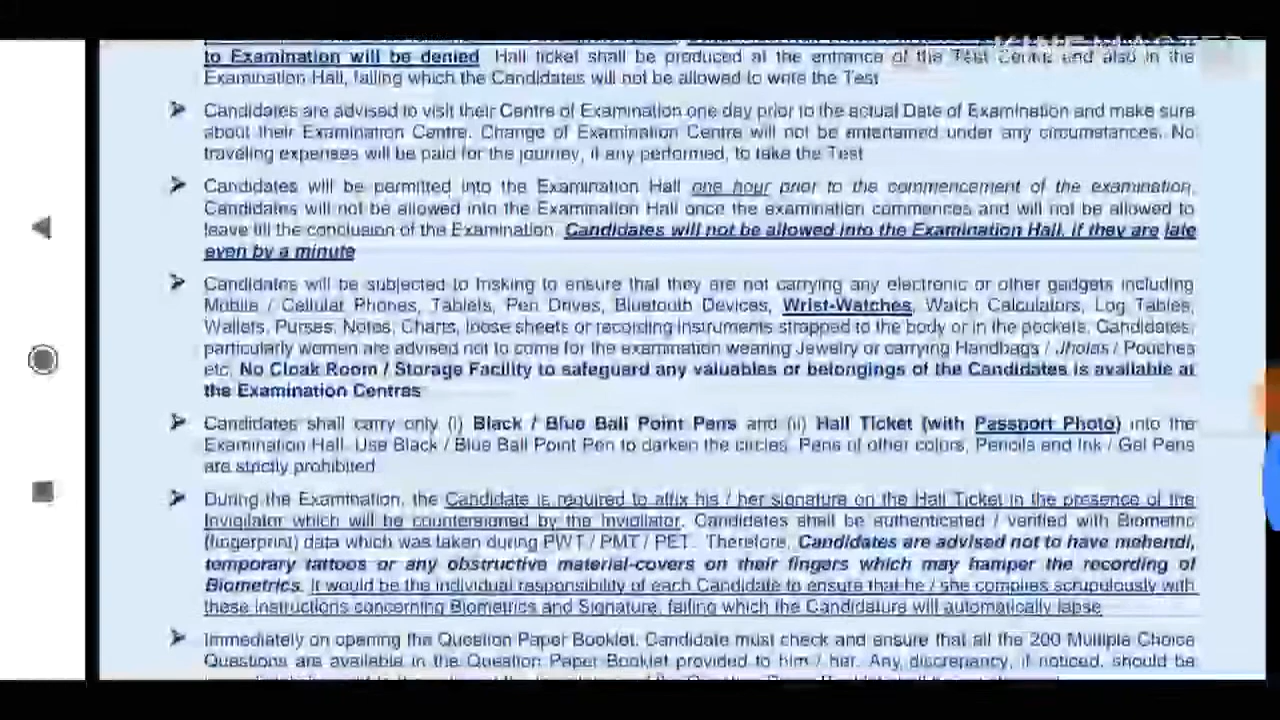 KINEMASTER
to Examination will be denied Hall ticket shall be produced at the entrance of the Test Centre and also in the
Examination Hall, failing which the Candidates will not be allowed to write the Test
➢ Candidates are advised to visit their Centre of Examination one day prior to the actual Date of Examination and make sure
about their Examination Centre. Change of Examination Centre will not be entertained under any circumstances. No
traveling expenses will be paid for the journey, if any performed, to take the Test
➢ Candidates will be permitted into the Examination Hall one hour prior to the commencement of the examination.
Candidates will not be allowed into the Examination Hall once the examination commences and will not be allowed to
leave till the conclusion of the Examination. Candidates will not be allowed into the Examination Hall, if they are late
even by a minute
➢ Candidates will be subjected to frisking to ensure that they are not carrying any electronic or other gadgets including
Mobile / Cellular Phones, Tablets, Pen Drives, Bluetooth Devices, Wrist-Watches, Watch Calculators, Log Tables,
Wallets, Purses, Notes, Charts, loose sheets or recording instruments strapped to the body or in the pockets. Candidates,
particularly women are advised not to come for the examination wearing Jewelry or carrying Handbags / Jholas / Pouches
etc. No Cloak Room / Storage Facility to safeguard any valuables or belongings of the Candidates is available at
the Examination Centres
➢ Candidates shall carry only (i) Black / Blue Ball Point Pens and (ii) Hall Ticket (with Passport Photo) into the
Examination Hall. Use Black / Blue Ball Point Pen to darken the circles. Pens of other colors, Pencils and Ink / Gel Pens
are strictly prohibited
➢ During the Examination, the Candidate is required to affix his / her signature on the Hall Ticket in the presence of the
Invigilator which will be countersigned by the Invigilator. Candidates shall be authenticated / verified with Biometric
(fingerprint) data which was taken during PWT / PMT / PET. Therefore, Candidates are advised not to have mehendi,
temporary tattoos or any obstructive material-covers on their fingers which may hamper the recording of
Biometrics. It would be the individual responsibility of each Candidate to ensure that he / she complies scrupulously with
these Instructions concerning Biometrics and Signature, failing which the Candidature will automatically lapse
➢ Immediately on opening the Question Paper Booklet, Candidate must check and ensure that all the 200 Multiple Choice
Questions are available in the Question Paper Booklet provided to him / her. Any, discrepancy, if noticed, should be